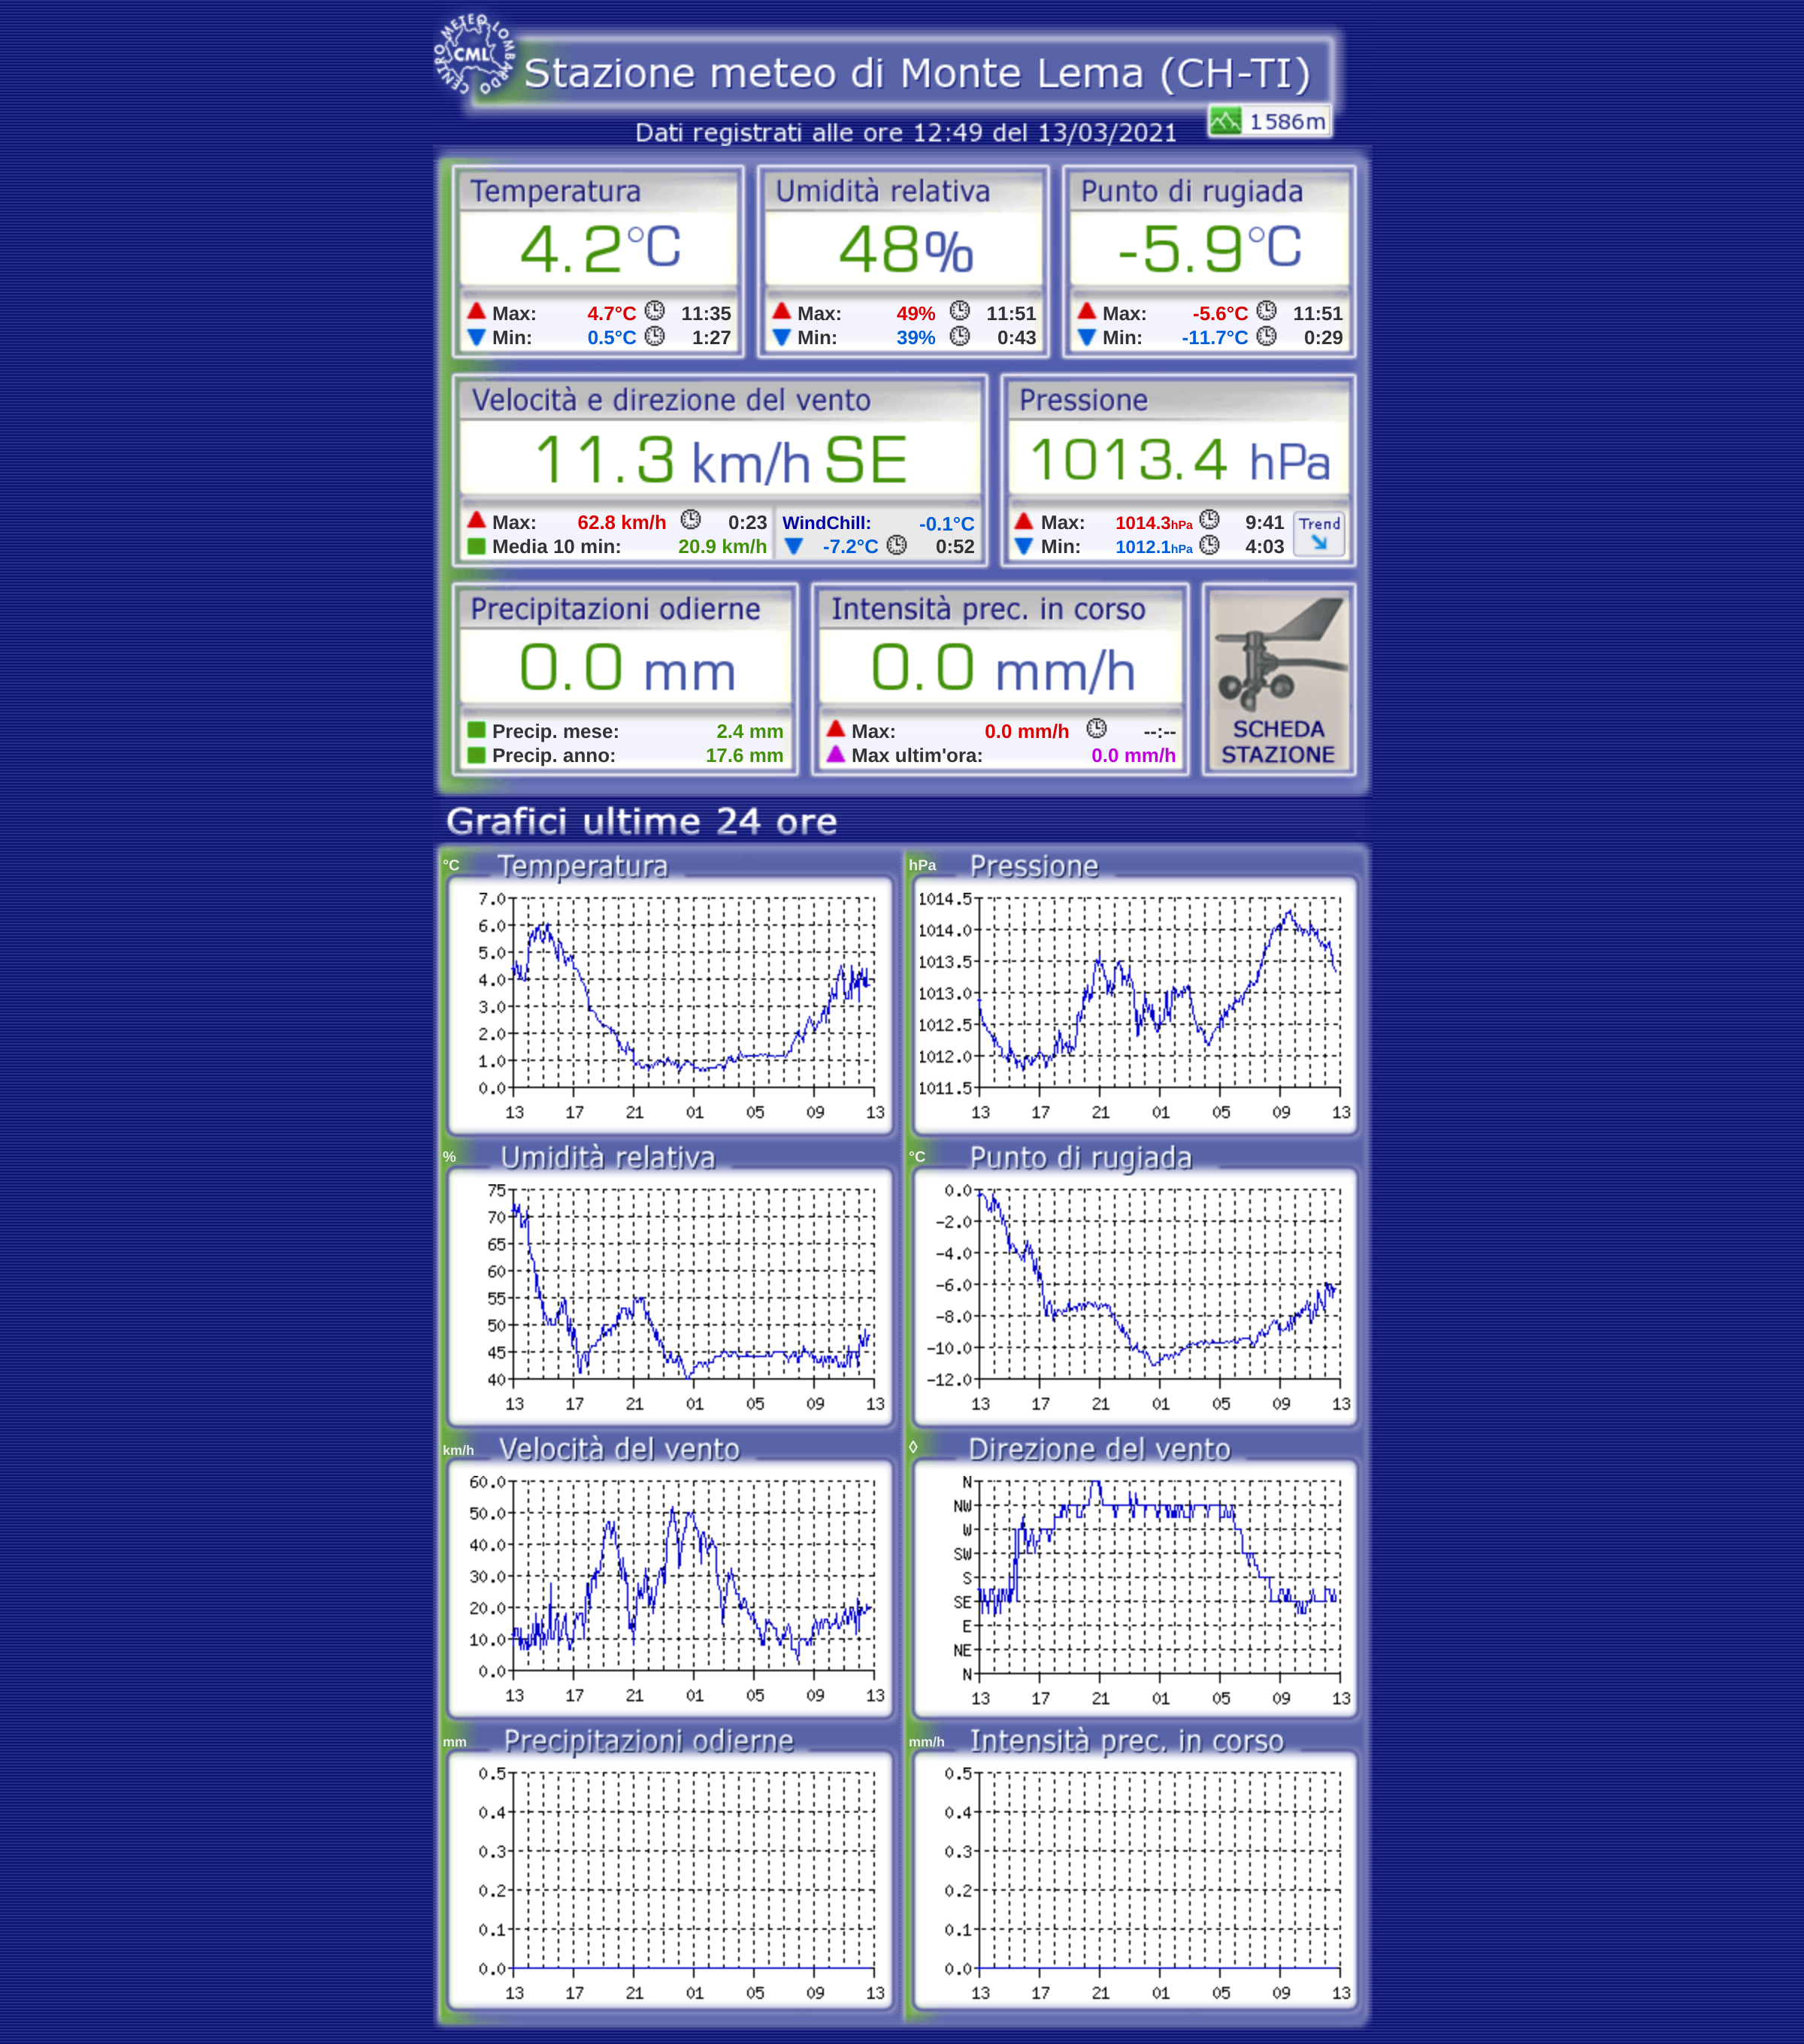 CENTRO METEO LOMBARDO
CML
Stazione meteo di Monte Lema (CH-TI)
1586m
Dati registrati alle ore 12:49 del 13/03/2021
Temperatura
4.2°C
Max: 4.7°C 11:35
Min: 0.5°C 1:27
Umidità relativa
48%
Max: 49% 11:51
Min: 39% 0:43
Punto di rugiada
-5.9°C
Max: -5.6°C 11:51
Min: -11.7°C 0:29
Velocità e direzione del vento
11.3 km/h SE
Max: 62.8 km/h 0:23
Media 10 min: 20.9 km/h
WindChill: -0.1°C
-7.2°C 0:52
Pressione
1013.4 hPa
Max: 1014.3hPa 9:41
Min: 1012.1hPa 4:03
Trend
Precipitazioni odierne
0.0 mm
Precip. mese: 2.4 mm
Precip. anno: 17.6 mm
Intensità prec. in corso
0.0 mm/h
Max: 0.0 mm/h --:--
Max ultim'ora: 0.0 mm/h
SCHEDA
STAZIONE
Grafici ultime 24 ore
°C Temperatura
7.0
6.0
5.0
4.0
3.0
2.0
1.0
0.0
13 17 21 01 05 09 13
hPa Pressione
1014.5
1014.0
1013.5
1013.0
1012.5
1012.0
1011.5
13 17 21 01 05 09 13
% Umidità relativa
75
70
65
60
55
50
45
40
13 17 21 01 05 09 13
°C Punto di rugiada
0.0
-2.0
-4.0
-6.0
-8.0
-10.0
-12.0
13 17 21 01 05 09 13
km/h Velocità del vento
60.0
50.0
40.0
30.0
20.0
10.0
0.0
13 17 21 01 05 09 13
◊ Direzione del vento
N
NW
W
SW
S
SE
E
NE
N
13 17 21 01 05 09 13
mm Precipitazioni odierne
0.5
0.4
0.3
0.2
0.1
0.0
13 17 21 01 05 09 13
mm/h Intensità prec. in corso
0.5
0.4
0.3
0.2
0.1
0.0
13 17 21 01 05 09 13